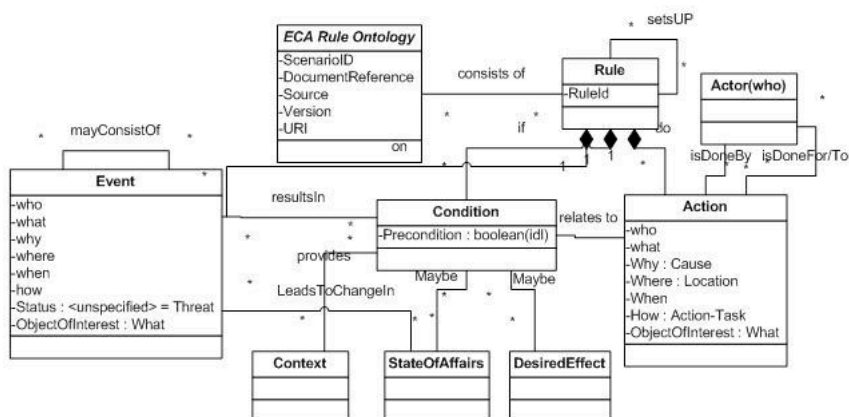 ECA Rule Ontology
-ScenarioID
-DocumentReference
-Source
-Version
-URI
on
consists of
*
*
setsUP
*
*
Rule
-RuleId
if
do
1
1
1
*
*
*
Actor(who)
*
isDoneBy
isDoneFor/To
*
*
mayConsistOf
*
*
Event
-who
-what
-why
-where
-when
-how
-Status : <unspecified> = Threat
-ObjectOfInterest : What
resultsIn
*
*
Condition
-Precondition : boolean(idl)
relates to
Action
-who
-what
-Why : Cause
-Where : Location
-When
-How : Action-Task
-ObjectOfInterest : What
*
provides
*
*
LeadsToChangeIn
*
Maybe
*
*
Maybe
*
*
Context
StateOfAffairs
DesiredEffect